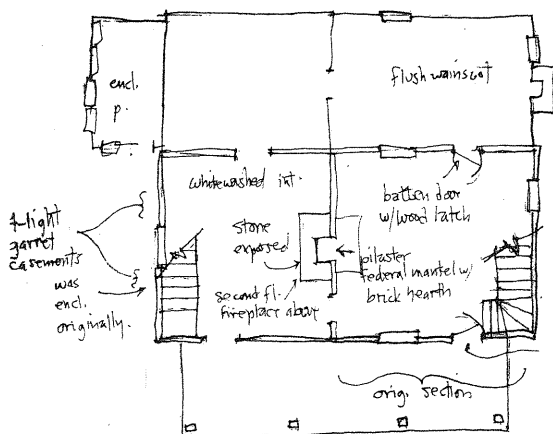 encl.
p.
flush wainscot
whitewashed int.
batten door
w/wood latch
4-light
garret
casements
was
encl.
originally.
stone
exposed
second fl.
fireplace above
pilaster
federal mantel w/
brick hearth
orig. section